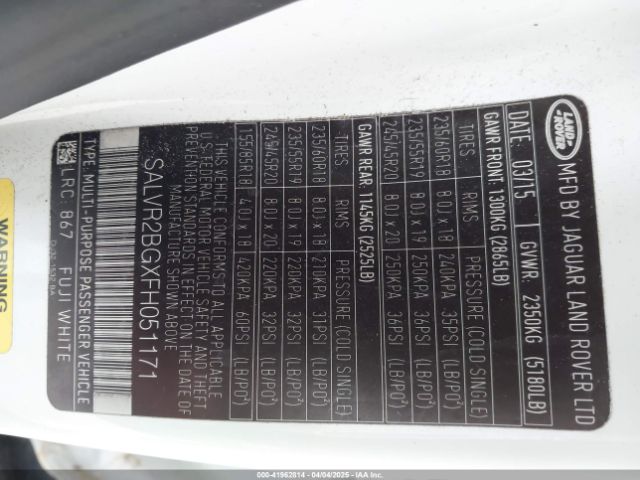 LAND ROVER
MFD BY JAGUAR LAND ROVER LTD
DATE: 03/15 GVWR: 2350KG (5180LB)
GAWR FRONT: 1300KG (2865LB)
TIRES RIMS PRESSURE (COLD SINGLE)
235/60R18 8.0J x 18 240KPA 35PSI (LB/PO²)
235/55R19 8.0J x 19 250KPA 36PSI (LB/PO²)
245/45R20 8.0J x 20 250KPA 36PSI (LB/PO²)
GAWR REAR: 1145KG (2525LB)
TIRES RIMS PRESSURE (COLD SINGLE)
235/60R18 8.0J x 18 210KPA 31PSI (LB/PO²)
235/55R19 8.0J x 19 220KPA 32PSI (LB/PO²)
245/45R20 8.0J x 20 220KPA 32PSI (LB/PO²)
155/85R18 4.0J x 18 420KPA 60PSI (LB/PO²)
THIS VEHICLE CONFORMS TO ALL APPLICABLE
U.S. FEDERAL MOTOR VEHICLE SAFETY AND THEFT
PREVENTION STANDARDS IN EFFECT ON THE DATE OF
MANUFACTURE SHOWN ABOVE
SALVR2BGXFH051171
TYPE: MULTI-PURPOSE PASSENGER VEHICLE
LRC: 867 FUJI WHITE
WARNING
000-41962614 - 04/04/2025 - IAA, LLC.